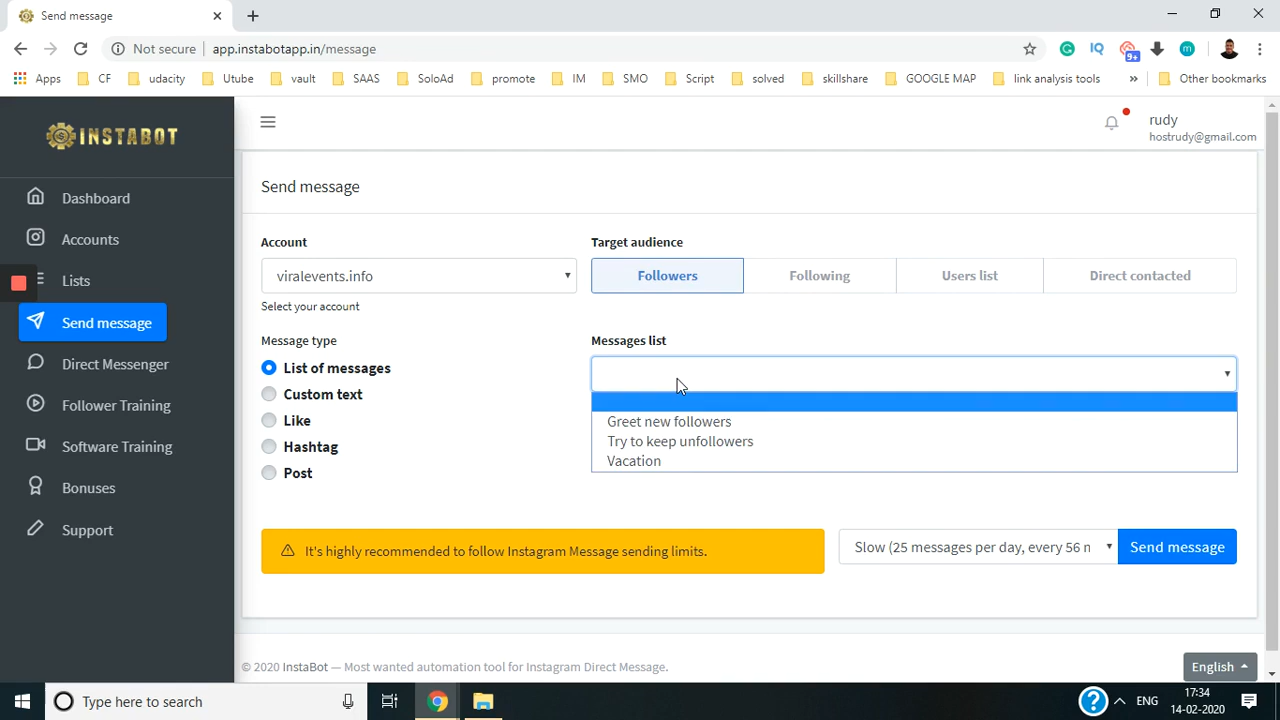 Send message
Not secure
app.instabotapp.in/message
9+
Apps
CF
udacity
Utube
vault
SAAS
SoloAd
promote
IM
SMO
Script
solved
skillshare
GOOGLE MAP
link analysis tools
»
Other bookmarks
INSTABOT
rudy
hostrudy@gmail.com
Dashboard
Accounts
Lists
Send message
Direct Messenger
Follower Training
Software Training
Bonuses
Support
Send message
Account
viralevents.info
Select your account
Target audience
Followers
Following
Users list
Direct contacted
Message type
List of messages
Custom text
Like
Hashtag
Post
Messages list
Greet new followers
Try to keep unfollowers
Vacation
It's highly recommended to follow Instagram Message sending limits.
Slow (25 messages per day, every 56 n
Send message
© 2020 InstaBot — Most wanted automation tool for Instagram Direct Message.
English
Type here to search
ENG
17:34
14-02-2020